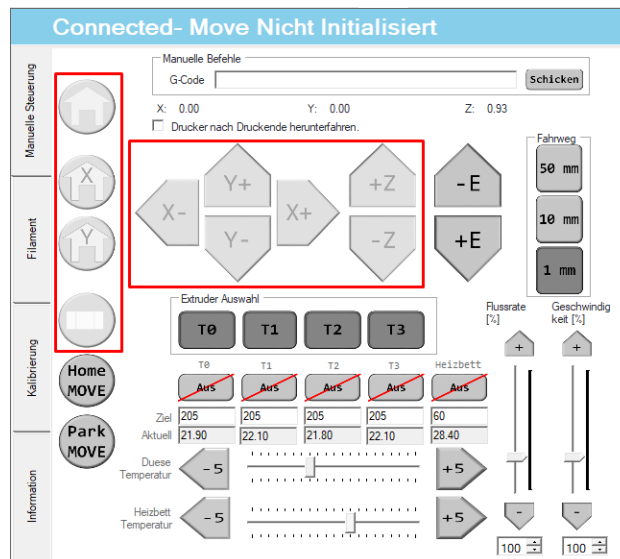 Connected- Move Nicht Initialisiert
Manuelle Steuerung
Filament
Kalibrierung
Information
Manuelle Befehle
G-Code
Schicken
X: 0.00 Y: 0.00 Z: 0.93
Drucker nach Druckende herunterfahren.
X
Y
Home
MOVE
Park
MOVE
X-
Y+
Y-
X+
+Z
-Z
-E
+E
Fahrweg
50 mm
10 mm
1 mm
Extruder Auswahl
T0 T1 T2 T3
T0 T1 T2 T3 Heizbett
Aus Aus Aus Aus Aus
Ziel 205 205 205 205 60
Aktuell 21.90 22.10 21.80 22.10 28.40
Duese
Temperatur
-5 +5
Heizbett
Temperatur
-5 +5
Flussrate
[%]
+
-
100
Geschwindig
keit [%]
+
-
100